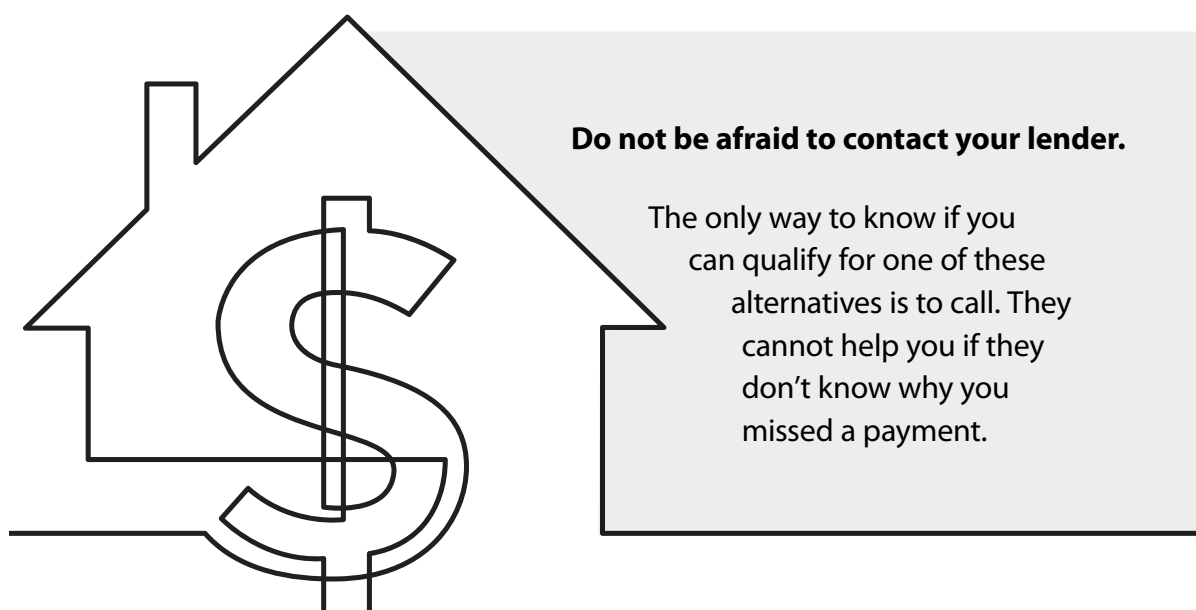 Do not be afraid to contact your lender.
The only way to know if you
can qualify for one of these
alternatives is to call. They
cannot help you if they
don’t know why you
missed a payment.